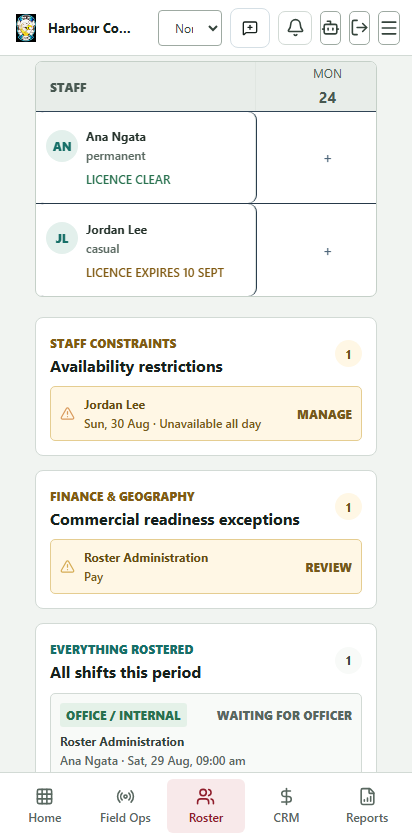 Harbour Co...
STAFF
MON
24
AN
Ana Ngata
permanent
LICENCE CLEAR
+
JL
Jordan Lee
casual
LICENCE EXPIRES 10 SEPT
+
STAFF CONSTRAINTS
Availability restrictions
1
Jordan Lee
Sun, 30 Aug · Unavailable all day
MANAGE
FINANCE & GEOGRAPHY
Commercial readiness exceptions
1
Roster Administration
Pay
REVIEW
EVERYTHING ROSTERED
All shifts this period
1
OFFICE / INTERNAL
WAITING FOR OFFICER
Roster Administration
Ana Ngata · Sat, 29 Aug, 09:00 am
Home
Field Ops
Roster
CRM
Reports